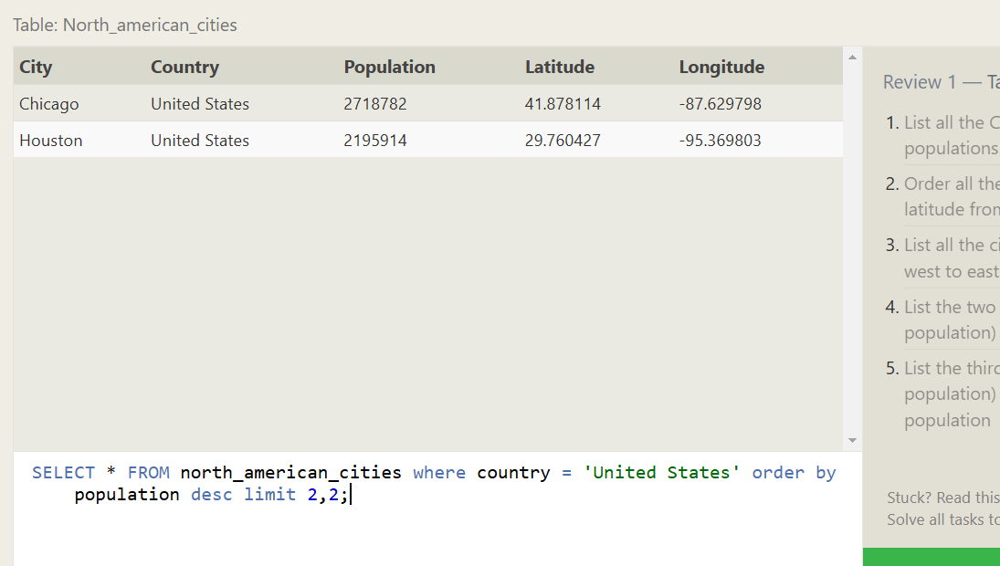 Table: North_american_cities
City Country Population Latitude Longitude
Chicago United States 2718782 41.878114 -87.629798
Houston United States 2195914 29.760427 -95.369803
SELECT * FROM north_american_cities where country = 'United States' order by
population desc limit 2,2;
Review 1 —
1. List all the
populations
2. Order all the
latitude from
3. List all the
west to east
4. List the two
population)
5. List the third
population)
population
Stuck? Read this
Solve all tasks to